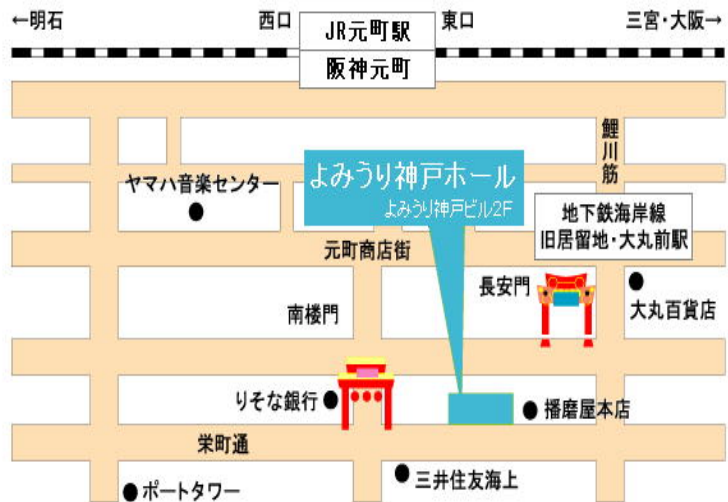 ←明石
西口
JR元町駅
東口
三宮・大阪→
阪神元町
鯉川筋
よみうり神戸ホール
よみうり神戸ビル2F
ヤマハ音楽センター
地下鉄海岸線
旧居留地・大丸前駅
元町商店街
長安門
大丸百貨店
南楼門
りそな銀行
播磨屋本店
栄町通
三井住友海上
ポートタワー